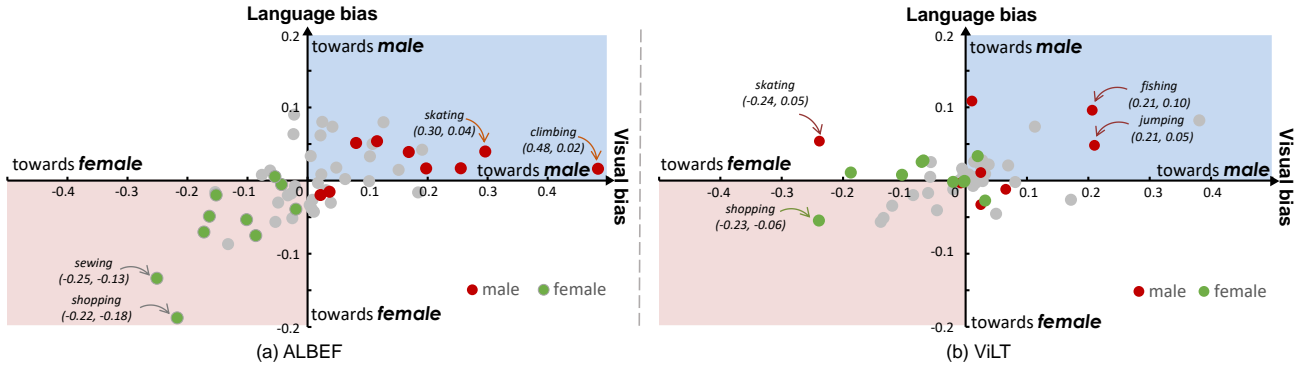 Language bias
towards male
0.2
0.1
0
-0.1
-0.2
-0.5
-0.4
-0.3
-0.2
-0.1
0.1
0.2
0.3
0.4
towards female
towards male
Visual bias
skating
(0.30, 0.04)
climbing
(0.48, 0.02)
sewing
(-0.25, -0.13)
shopping
(-0.22, -0.18)
male
female
towards female
(a) ALBEF
Language bias
towards male
0.2
0.1
0
-0.1
-0.2
-0.5
-0.4
-0.3
-0.2
-0.1
0.1
0.2
0.3
0.4
towards female
towards male
Visual bias
skating
(-0.24, 0.05)
fishing
(0.21, 0.10)
jumping
(0.21, 0.05)
shopping
(-0.23, -0.06)
male
female
towards female
(b) ViLT